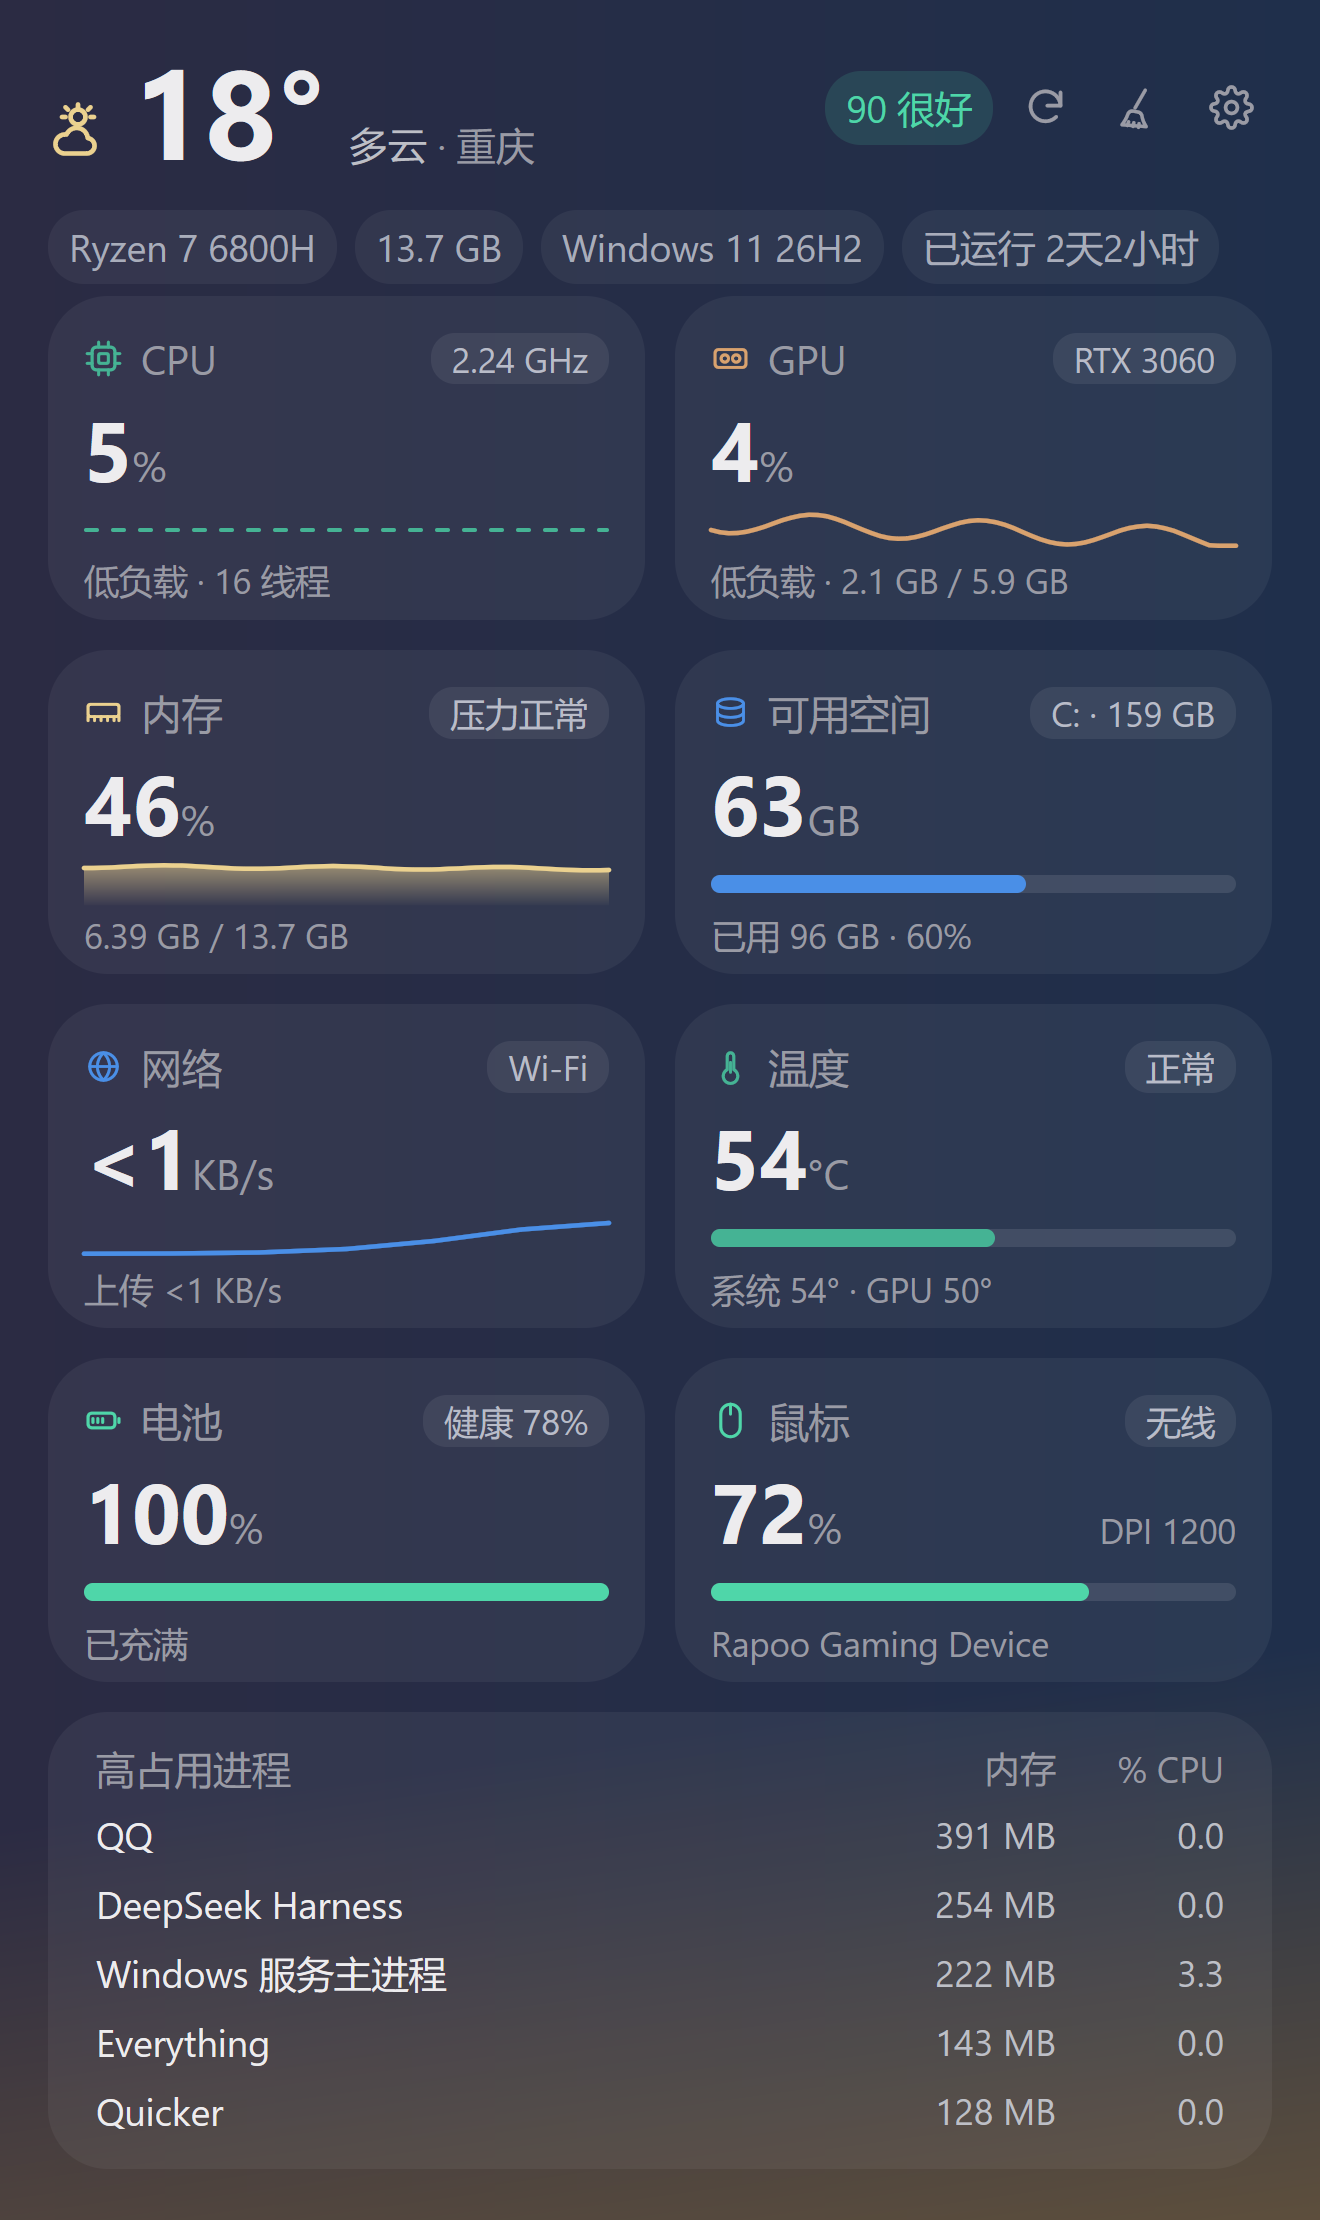 18° 多云 · 重庆 90 很好
Ryzen 7 6800H 13.7 GB Windows 11 26H2 已运行 2天2小时
CPU 2.24 GHz
5%
低负载 · 16 线程
GPU RTX 3060
4%
低负载 · 2.1 GB / 5.9 GB
内存 压力正常
46%
6.39 GB / 13.7 GB
可用空间 C: · 159 GB
63GB
已用 96 GB · 60%
网络 Wi-Fi
<1KB/s
上传 <1 KB/s
温度 正常
54°C
系统 54° · GPU 50°
电池 健康 78%
100%
已充满
鼠标 无线
72% DPI 1200
Rapoo Gaming Device
高占用进程 内存 % CPU
QQ 391 MB 0.0
DeepSeek Harness 254 MB 0.0
Windows 服务主进程 222 MB 3.3
Everything 143 MB 0.0
Quicker 128 MB 0.0